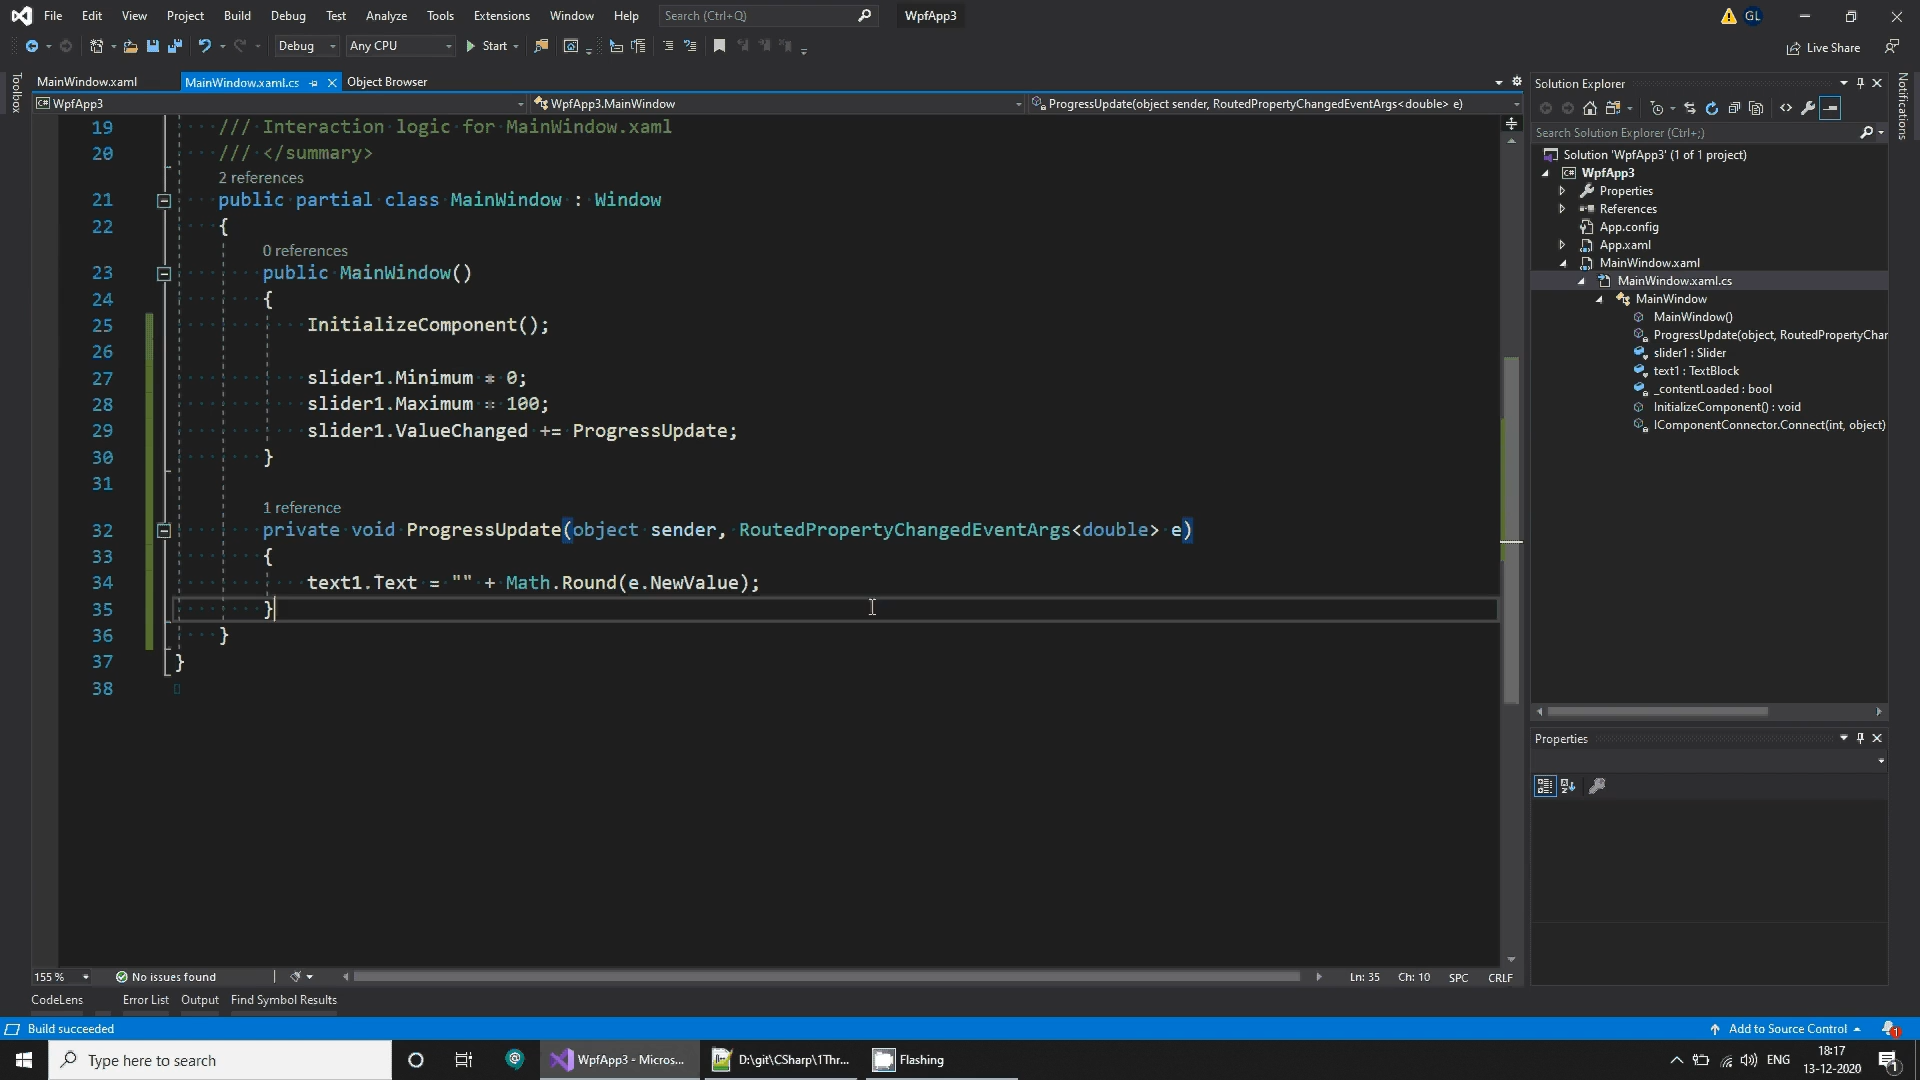 File Edit View Project Build Debug Test Analyze Tools Extensions Window Help Search (Ctrl+Q) WpfApp3 GL
Debug Any CPU Start Live Share
Toolbox
MainWindow.xaml MainWindow.xaml.cs Object Browser
C# WpfApp3 WpfApp3.MainWindow ProgressUpdate(object sender, RoutedPropertyChangedEventArgs<double> e)
19 /// Interaction logic for MainWindow.xaml
20 /// </summary>
2 references
21 public partial class MainWindow : Window
22 {
0 references
23 public MainWindow()
24 {
25 InitializeComponent();
26
27 slider1.Minimum = 0;
28 slider1.Maximum = 100;
29 slider1.ValueChanged += ProgressUpdate;
30 }
31
1 reference
32 private void ProgressUpdate(object sender, RoutedPropertyChangedEventArgs<double> e)
33 {
34 text1.Text = "" + Math.Round(e.NewValue);
35 }
36 }
37 }
38
155 % No issues found Ln: 35 Ch: 10 SPC CRLF
CodeLens Error List Output Find Symbol Results
Solution Explorer
Search Solution Explorer (Ctrl+;)
Solution 'WpfApp3' (1 of 1 project)
C# WpfApp3
Properties
References
App.config
App.xaml
MainWindow.xaml
MainWindow.xaml.cs
MainWindow
MainWindow()
ProgressUpdate(object, RoutedPropertyChar
slider1 : Slider
text1 : TextBlock
_contentLoaded : bool
InitializeComponent() : void
IComponentConnector.Connect(int, object)
Properties
Notifications
Build succeeded Add to Source Control 1
Type here to search WpfApp3 - Micros... D:\git\CSharp\1Thr... Flashing ENG 18:17
13-12-2020 1